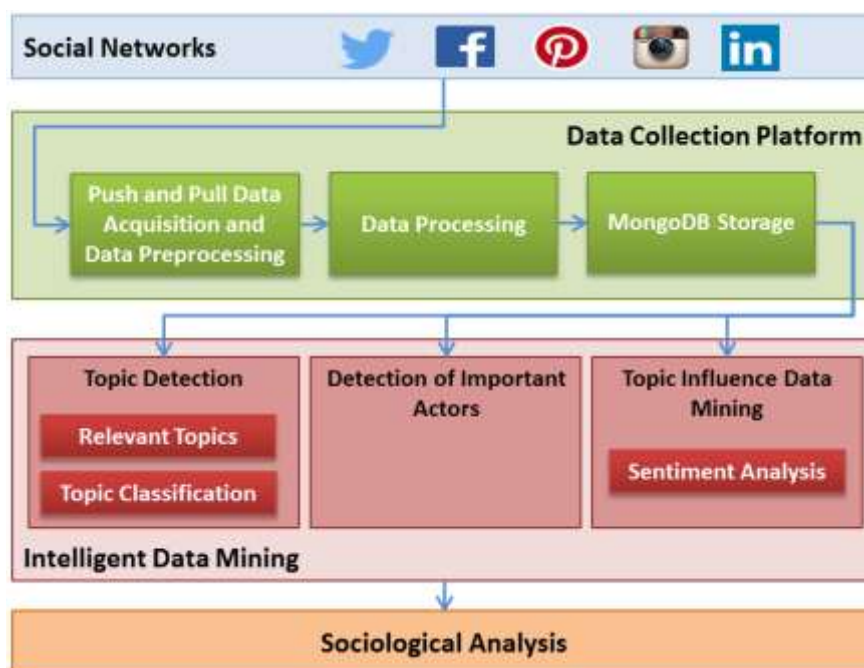 Social Networks
f
in
Data Collection Platform
Push and Pull Data
Acquisition and
Data Preprocessing
Data Processing
MongoDB Storage
Topic Detection
Relevant Topics
Topic Classification
Detection of Important
Actors
Topic Influence Data
Mining
Sentiment Analysis
Intelligent Data Mining
Sociological Analysis